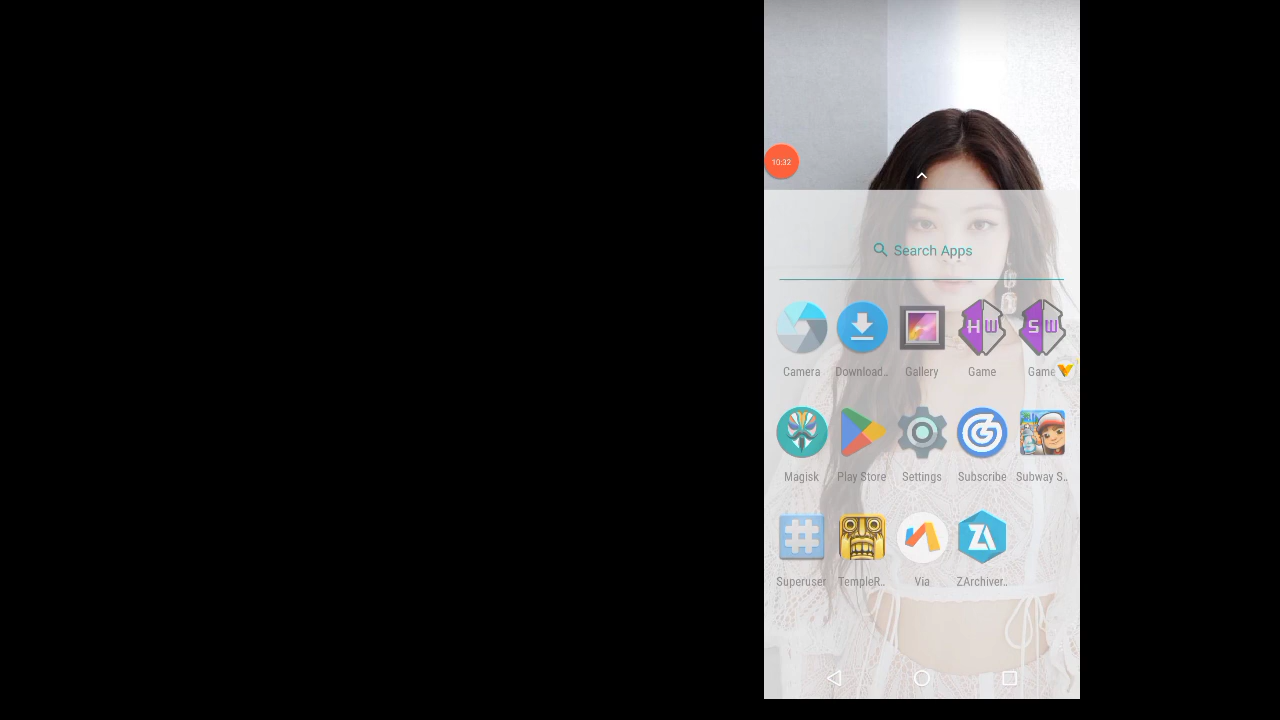 10:32
Search Apps
Camera
Download..
Gallery
Game
Game
Magisk
Play Store
Settings
Subscribe
Subway S..
Superuser
TempleR..
Via
ZArchiver..